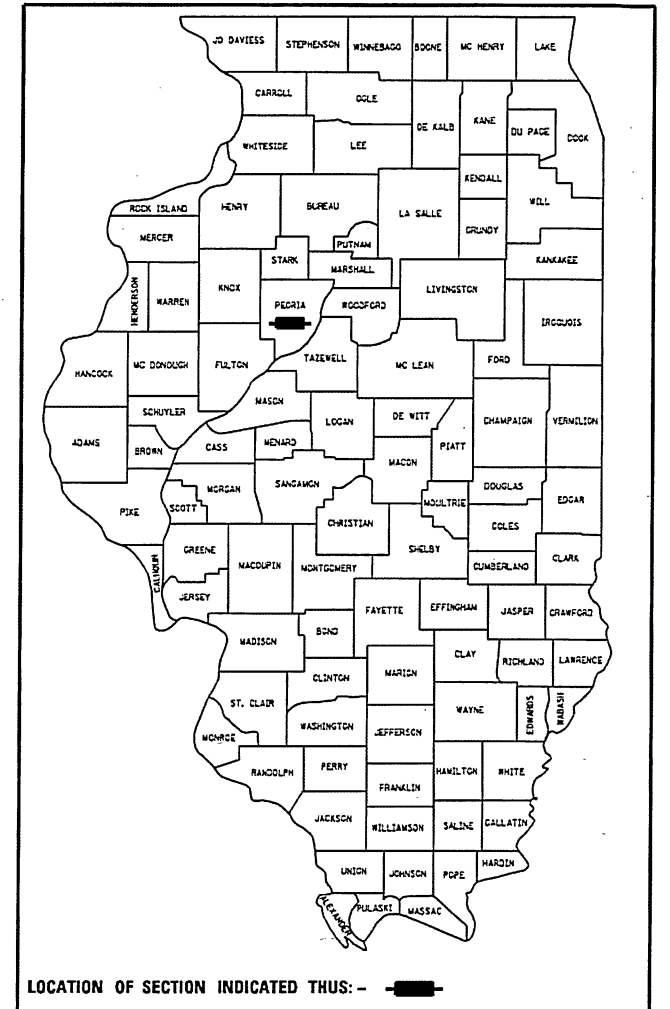 JO DAVIESS
STEPHENSON
WINNEBAGO
BOONE
MC HENRY
LAKE
CARROLL
OGLE
DE KALB
KANE
DU PAGE
COOK
WHITESIDE
LEE
KENDALL
WILL
ROCK ISLAND
HENRY
BUREAU
LA SALLE
GRUNDY
MERCER
PUTNAM
STARK
MARSHALL
KANKAKEE
HENDERSON
WARREN
KNOX
PEORIA
WOODFORD
LIVINGSTON
IROQUOIS
HANCOCK
MC DONOUGH
FULTON
TAZEWELL
MC LEAN
FORD
SCHUYLER
MASON
LOGAN
DE WITT
CHAMPAIGN
VERMILION
ADAMS
BROWN
CASS
MENARD
MACON
PIATT
PIKE
SCOTT
MORGAN
SANGAMON
CHRISTIAN
MOULTRIE
DOUGLAS
EDGAR
COLES
CALHOUN
GREENE
MACOUPIN
MONTGOMERY
SHELBY
CUMBERLAND
CLARK
JERSEY
FAYETTE
EFFINGHAM
JASPER
CRAWFORD
MADISON
BOND
CLAY
RICHLAND
LAWRENCE
CLINTON
MARION
ST. CLAIR
WAYNE
EDWARDS
WABASH
MONROE
WASHINGTON
JEFFERSON
RANDOLPH
PERRY
HAMILTON
WHITE
FRANKLIN
JACKSON
WILLIAMSON
SALINE
GALLATIN
UNION
JOHNSON
POPE
HARDIN
ALEXANDER
PULASKI
MASSAC
LOCATION OF SECTION INDICATED THUS: -